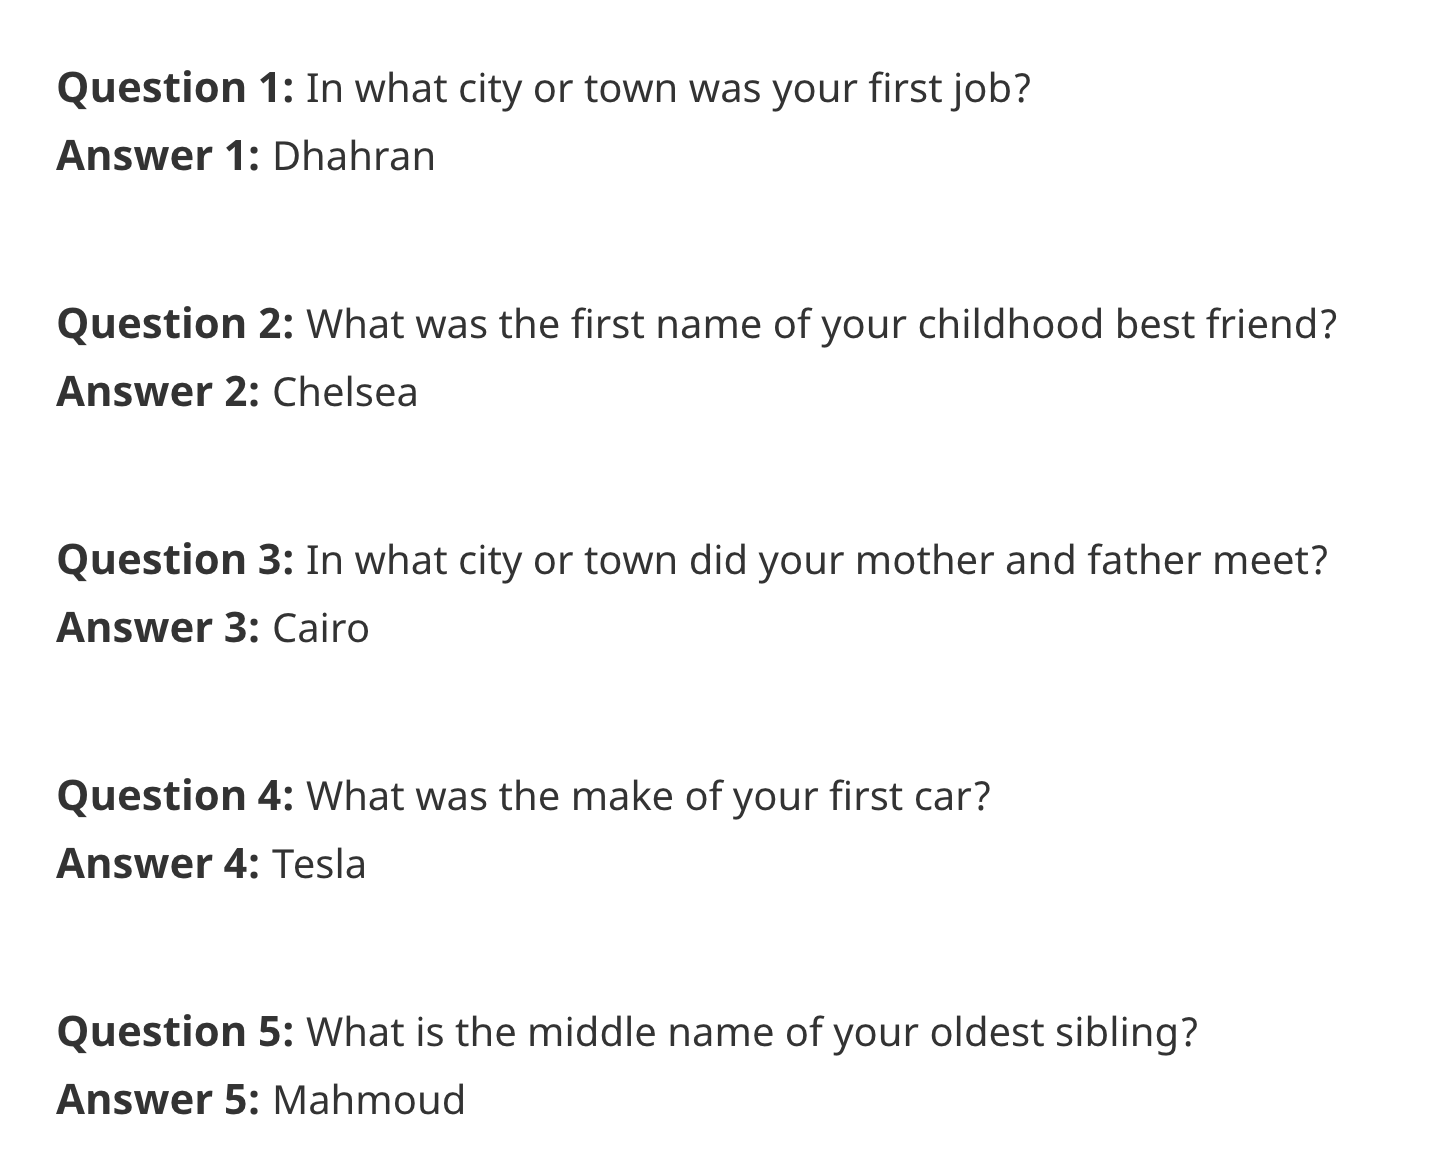 Question 1: In what city or town was your first job?
Answer 1: Dhahran
Question 2: What was the first name of your childhood best friend?
Answer 2: Chelsea
Question 3: In what city or town did your mother and father meet?
Answer 3: Cairo
Question 4: What was the make of your first car?
Answer 4: Tesla
Question 5: What is the middle name of your oldest sibling?
Answer 5: Mahmoud